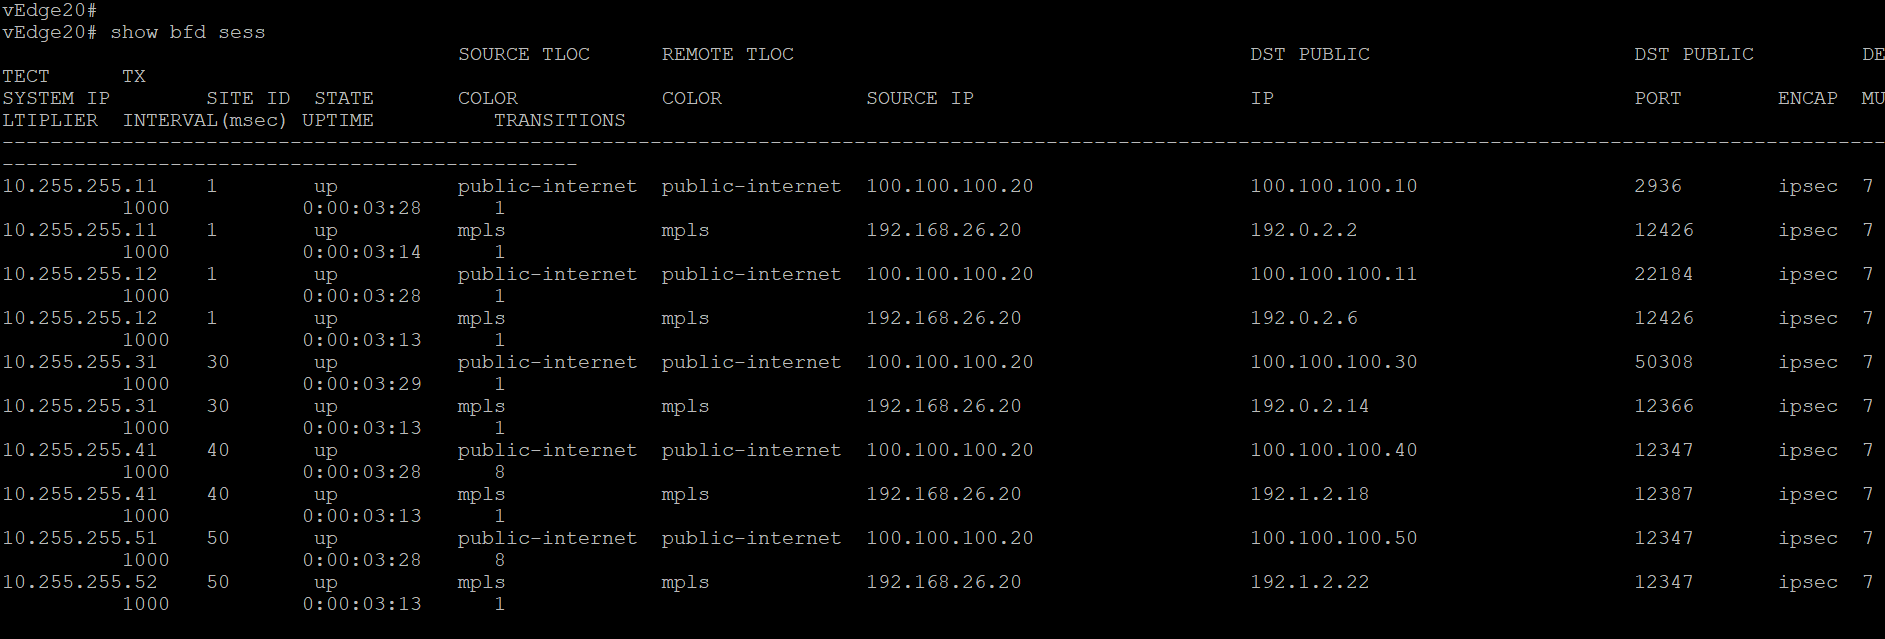 vEdge20#
vEdge20# show bfd sess
                                      SOURCE TLOC      REMOTE TLOC                                      DST PUBLIC                      DST PUBLIC         DE
TECT      TX
SYSTEM IP        SITE ID  STATE       COLOR            COLOR            SOURCE IP                       IP                              PORT        ENCAP  MU
LTIPLIER  INTERVAL(msec) UPTIME          TRANSITIONS
-------------------------------------------------------------------------------------------------------------------------------------------------------------
------------------------------------------------
10.255.255.11    1        up          public-internet  public-internet  100.100.100.20                  100.100.100.10                  2936        ipsec  7
          1000           0:00:03:28      1
10.255.255.11    1        up          mpls             mpls             192.168.26.20                   192.0.2.2                       12426       ipsec  7
          1000           0:00:03:14      1
10.255.255.12    1        up          public-internet  public-internet  100.100.100.20                  100.100.100.11                  22184       ipsec  7
          1000           0:00:03:28      1
10.255.255.12    1        up          mpls             mpls             192.168.26.20                   192.0.2.6                       12426       ipsec  7
          1000           0:00:03:13      1
10.255.255.31    30       up          public-internet  public-internet  100.100.100.20                  100.100.100.30                  50308       ipsec  7
          1000           0:00:03:29      1
10.255.255.31    30       up          mpls             mpls             192.168.26.20                   192.0.2.14                      12366       ipsec  7
          1000           0:00:03:13      1
10.255.255.41    40       up          public-internet  public-internet  100.100.100.20                  100.100.100.40                  12347       ipsec  7
          1000           0:00:03:28      8
10.255.255.41    40       up          mpls             mpls             192.168.26.20                   192.1.2.18                      12387       ipsec  7
          1000           0:00:03:13      1
10.255.255.51    50       up          public-internet  public-internet  100.100.100.20                  100.100.100.50                  12347       ipsec  7
          1000           0:00:03:28      8
10.255.255.52    50       up          mpls             mpls             192.168.26.20                   192.1.2.22                      12347       ipsec  7
          1000           0:00:03:13      1